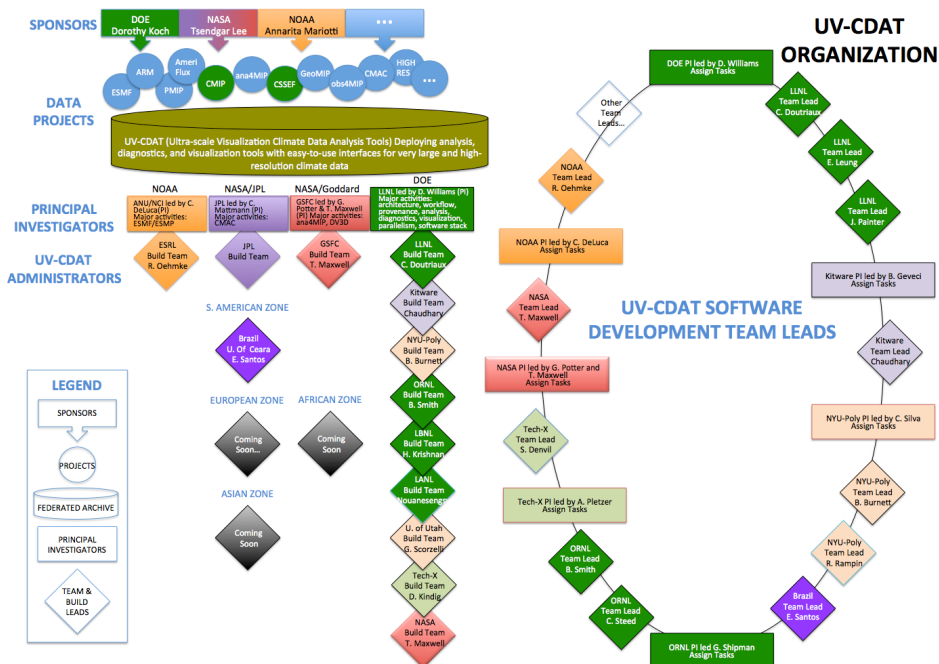 UV-CDAT
ORGANIZATION
SPONSORS
DOE
Dorothy Koch
NASA
Tsendgar Lee
NOAA
Annarita Mariotti
...
DATA
PROJECTS
ESMF
ARM
PMIP
Ameri
Flux
CMIP
ana4MIP
CSSEF
GeoMIP
obs4MIP
CMAC
HIGH
RES
...
UV-CDAT (Ultra-scale Visualization Climate Data Analysis Tools) Deploying analysis,
diagnostics, and visualization tools with easy-to-use interfaces for very large and high-
resolution climate data
PRINCIPAL
INVESTIGATORS
NOAA
ANU/NCI led by C.
DeLuca(PI)
Major activities:
ESMF/ESMP
NASA/JPL
JPL led by C.
Mattmann (PI)
Major activities:
CMAC
NASA/Goddard
GSFC led by G.
Potter & T. Maxwell
(PI) Major activities:
ana4MIP, DV3D
DOE
LLNL led by D. Williams (PI)
Major activities:
architecture, workflow,
provenance, analysis,
diagnostics, visualization,
parallelism, software stack
UV-CDAT
ADMINISTRATORS
ESRL
Build Team
R. Oehmke
JPL
Build Team
GSFC
Build Team
T. Maxwell
LLNL
Build Team
C. Doutriaux
Kitware
Build Team
Chaudhary
NYU-Poly
Build Team
B. Burnett
ORNL
Build Team
B. Smith
LBNL
Build Team
H. Krishnan
LANL
Build Team
Nouanesengs
U. of Utah
Build Team
G. Scorzelli
Tech-X
Build Team
D. Kindig
NASA
Build Team
T. Maxwell
S. AMERICAN ZONE
Brazil
U. Of Ceara
E. Santos
EUROPEAN ZONE
Coming
Soon...
AFRICAN ZONE
Coming
Soon
ASIAN ZONE
Coming
Soon
LEGEND
SPONSORS
PROJECTS
FEDERATED ARCHIVE
PRINCIPAL
INVESTIGATORS
TEAM &
BUILD
LEADS
UV-CDAT SOFTWARE
DEVELOPMENT TEAM LEADS
DOE PI led by D. Williams
Assign Tasks
LLNL
Team Lead
C. Doutriaux
LLNL
Team Lead
E. Leung
LLNL
Team Lead
J. Painter
Kitware PI led by B. Geveci
Assign Tasks
Kitware
Team Lead
Chaudhary
NYU-Poly PI led by C. Silva
Assign Tasks
NYU-Poly
Team Lead
B. Burnett
NYU-Poly
Team Lead
R. Rampin
Brazil
Team Lead
E. Santos
ORNL PI led G. Shipman
Assign Tasks
ORNL
Team Lead
C. Steed
ORNL
Team Lead
B. Smith
Tech-X PI led by A. Pletzer
Assign Tasks
Tech-X
Team Lead
S. Denvil
NASA PI led by G. Potter and
T. Maxwell
Assign Tasks
NASA
Team Lead
T. Maxwell
NOAA PI led by C. DeLuca
Assign Tasks
NOAA
Team Lead
R. Oehmke
Other
Team
Leads...